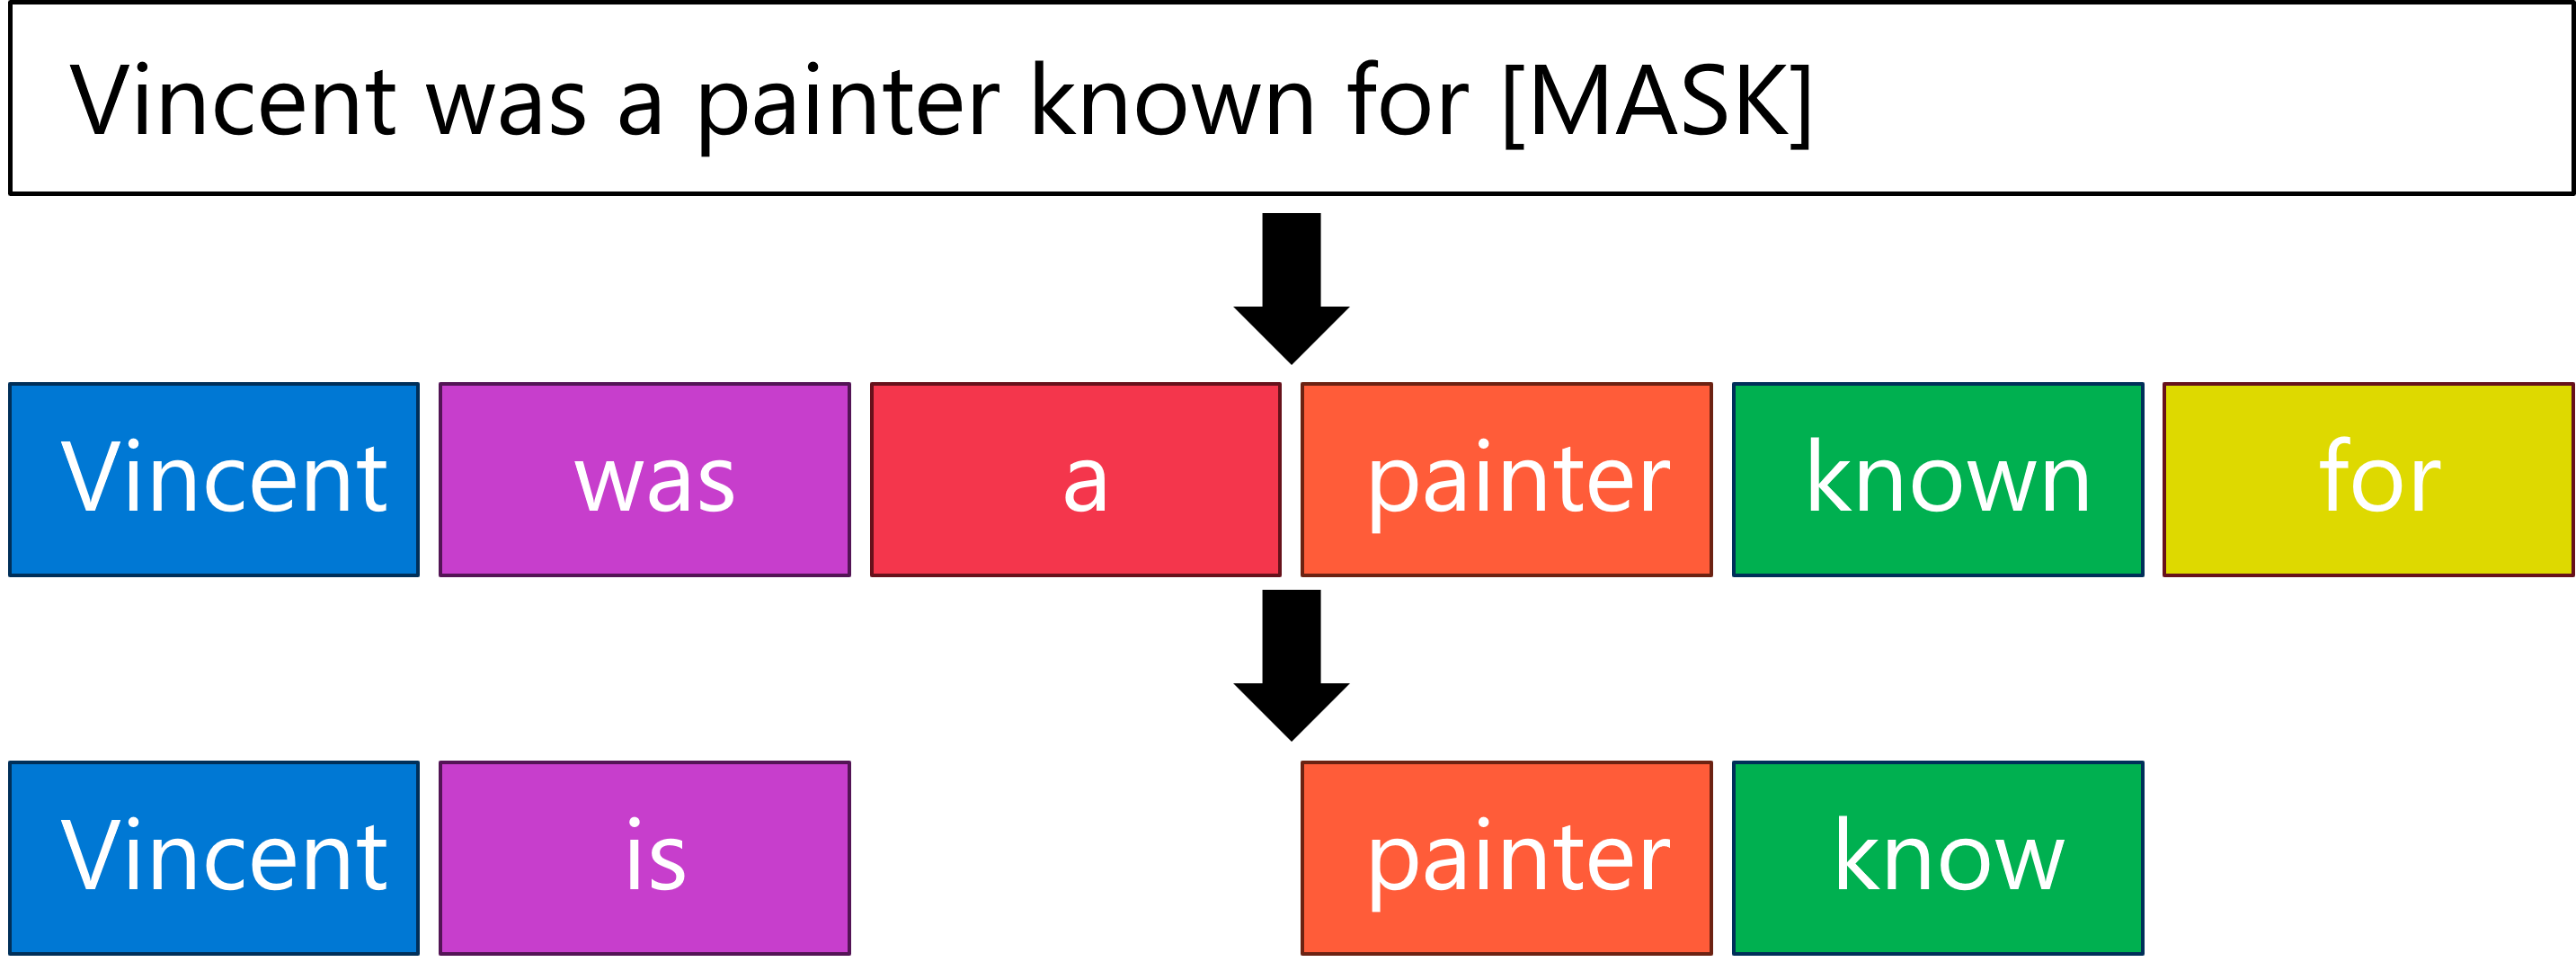 Vincent was a painter known for [MASK]
Vincent was a painter known for
Vincent is painter know